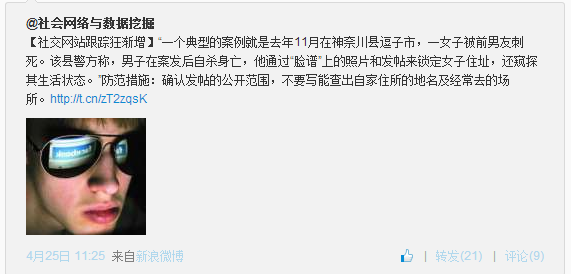 @社会网络与数据挖掘
【社交网站跟踪狂渐增】“一个典型的案例就是去年11月在神奈川县逗子市，一女子被前男友刺
死。该县警方称，男子在案发后自杀身亡，他通过“脸谱”上的照片和发帖来锁定女子住址，还窥探
其生活状态。”防范措施：确认发帖的公开范围，不要写能查出自家住所的地名及经常去的场
所。http://t.cn/zT2zqsK
4月25日 11:25 来自新浪微博
转发(21) | 评论(9)